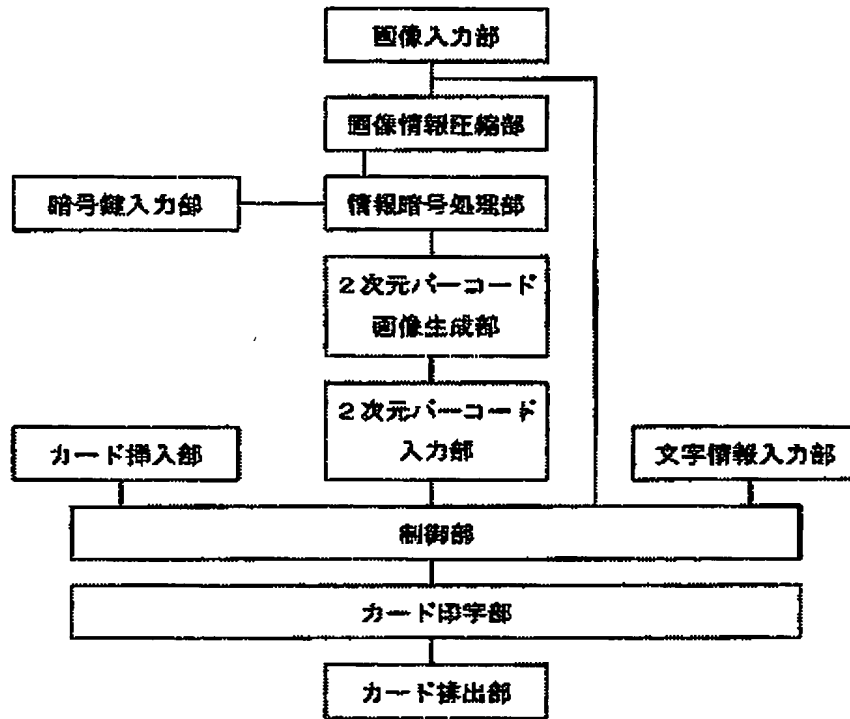 画像入力部
画像情報圧縮部
暗号鍵入力部
情報暗号処理部
2次元バーコード
画像生成部
2次元バーコード
入力部
カード挿入部
文字情報入力部
制御部
カード印字部
カード排出部